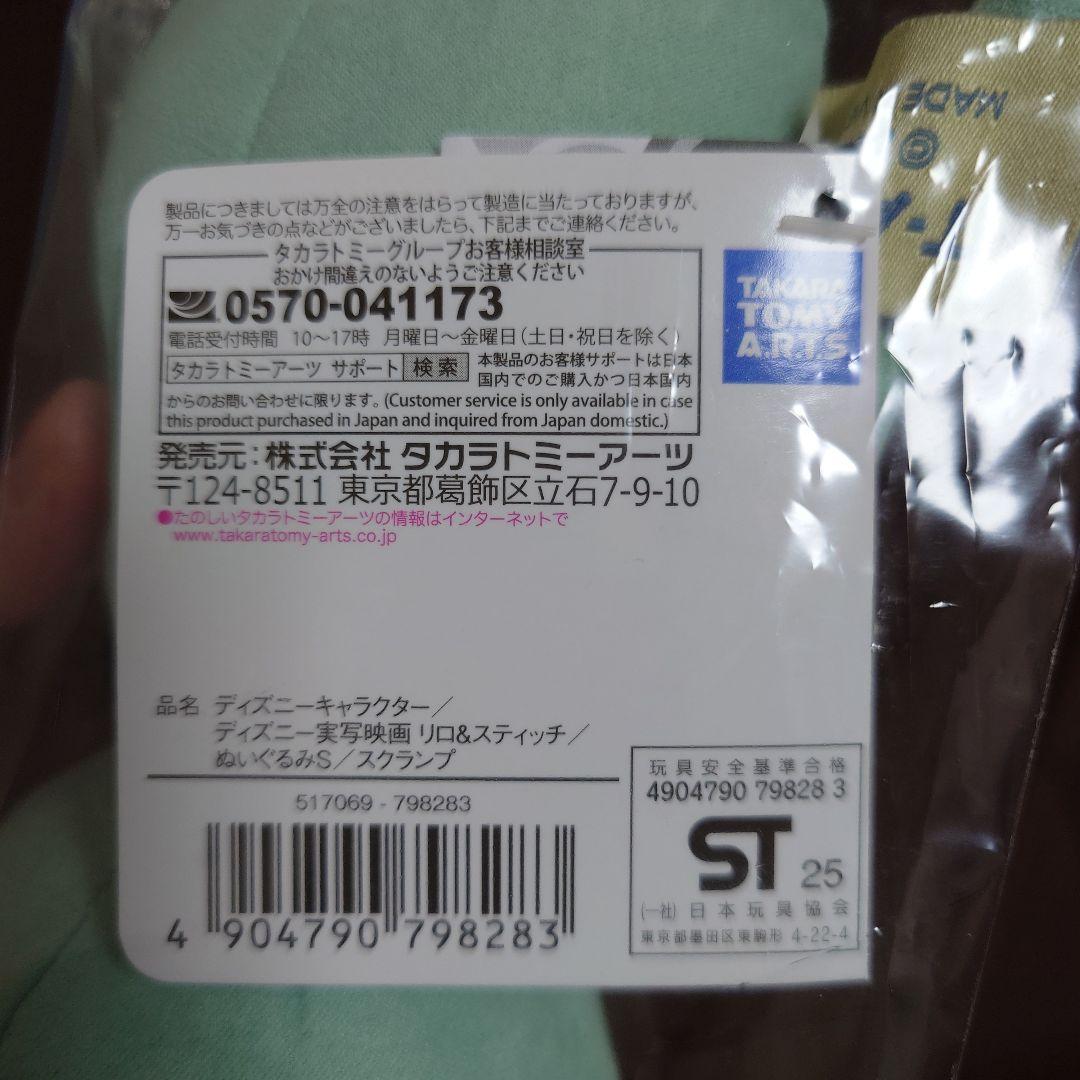 製品につきましては万全の注意をはらって製造に当たっておりますが、
万一お気づきの点などがございましたら、下記までご連絡ください。
タカラトミーグループお客様相談室
おかけ間違えのないようご注意ください
0570-041173
電話受付時間 10〜17時 月曜日〜金曜日(土日・祝日を除く)
タカラトミーアーツ サポート 検索
本製品のお客様サポートは日本
国内でのご購入かつ日本国内
からのお問い合わせに限ります。(Customer service is only available in case
this product purchased in Japan and inquired from Japan domestic.)
TAKARA
TOMY
A.R.T.S
発売元:株式会社 タカラトミーアーツ
〒124-8511 東京都葛飾区立石7-9-10
●たのしいタカラトミーアーツの情報はインターネットで
www.takaratomy-arts.co.jp
品名 ディズニーキャラクター/
ディズニー実写映画 リロ&スティッチ/
ぬいぐるみS/スクランプ
517069-798283
4 904790 798283
玩具安全基準合格
4904790 79828 3
ST 25
(一社)日本玩具協会
東京都墨田区東駒形 4-22-4
MADE
©